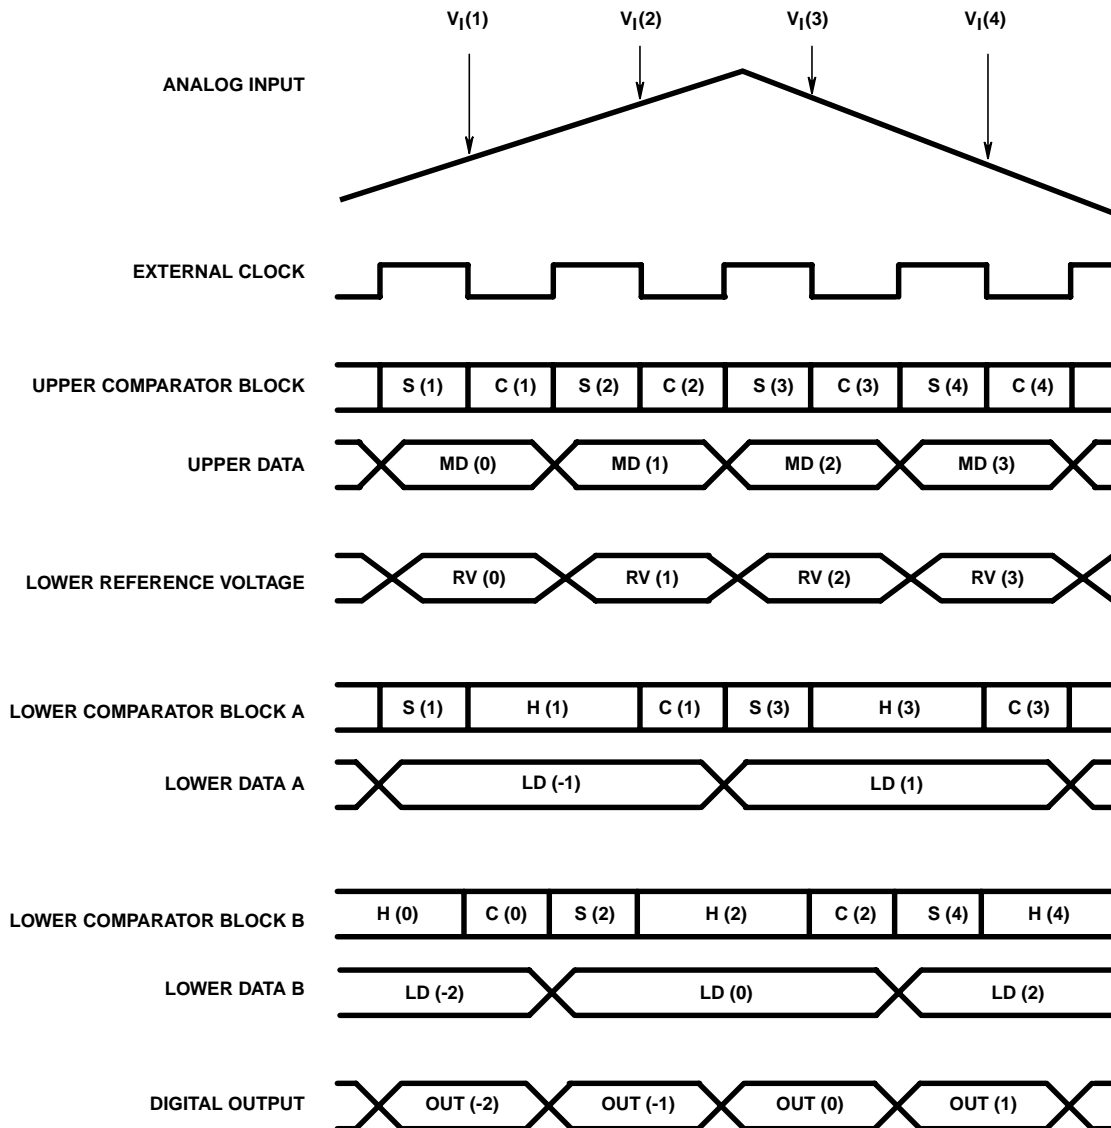 V_I(1) V_I(2) V_I(3) V_I(4)
ANALOG INPUT
EXTERNAL CLOCK
UPPER COMPARATOR BLOCK S (1) C (1) S (2) C (2) S (3) C (3) S (4) C (4)
UPPER DATA MD (0) MD (1) MD (2) MD (3)
LOWER REFERENCE VOLTAGE RV (0) RV (1) RV (2) RV (3)
LOWER COMPARATOR BLOCK A S (1) H (1) C (1) S (3) H (3) C (3)
LOWER DATA A LD (-1) LD (1)
LOWER COMPARATOR BLOCK B H (0) C (0) S (2) H (2) C (2) S (4) H (4)
LOWER DATA B LD (-2) LD (0) LD (2)
DIGITAL OUTPUT OUT (-2) OUT (-1) OUT (0) OUT (1)